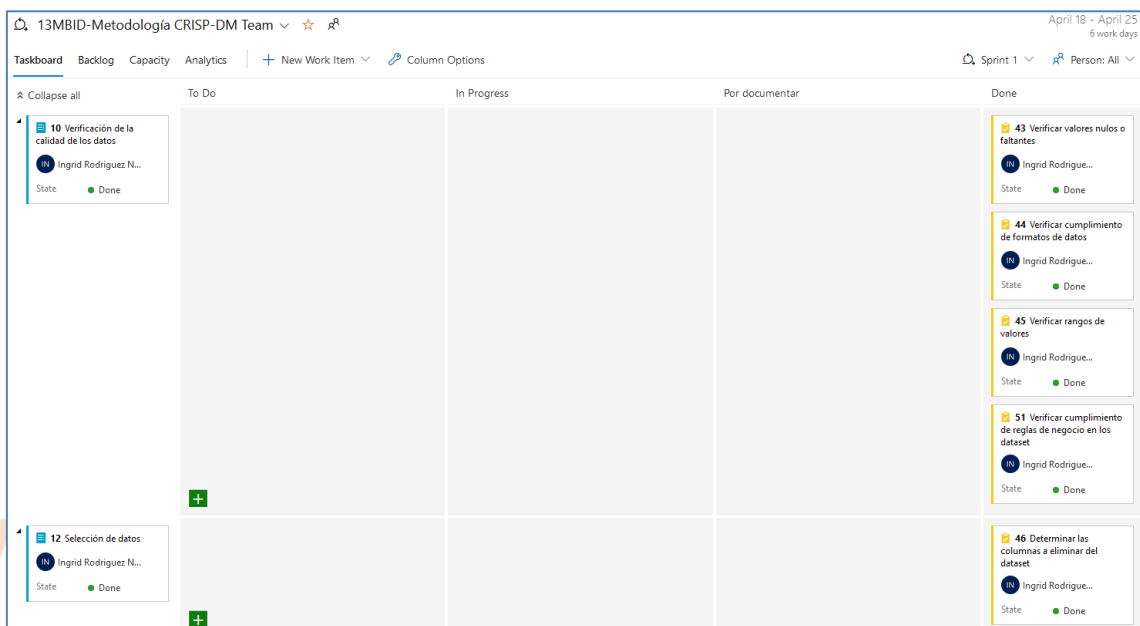 13MBID-Metodología CRISP-DM Team
April 18 - April 25
6 work days
Taskboard Backlog Capacity Analytics + New Work Item Column Options Sprint 1 Person: All
Collapse all To Do In Progress Por documentar Done
10 Verificación de la
calidad de los datos
IN Ingrid Rodriguez N...
State Done
43 Verificar valores nulos o
faltantes
IN Ingrid Rodrigue...
State Done
44 Verificar cumplimiento
de formatos de datos
IN Ingrid Rodrigue...
State Done
45 Verificar rangos de
valores
IN Ingrid Rodrigue...
State Done
51 Verificar cumplimiento
de reglas de negocio en los
dataset
IN Ingrid Rodrigue...
State Done
12 Selección de datos
IN Ingrid Rodriguez N...
State Done
46 Determinar las
columnas a eliminar del
dataset
IN Ingrid Rodrigue...
State Done